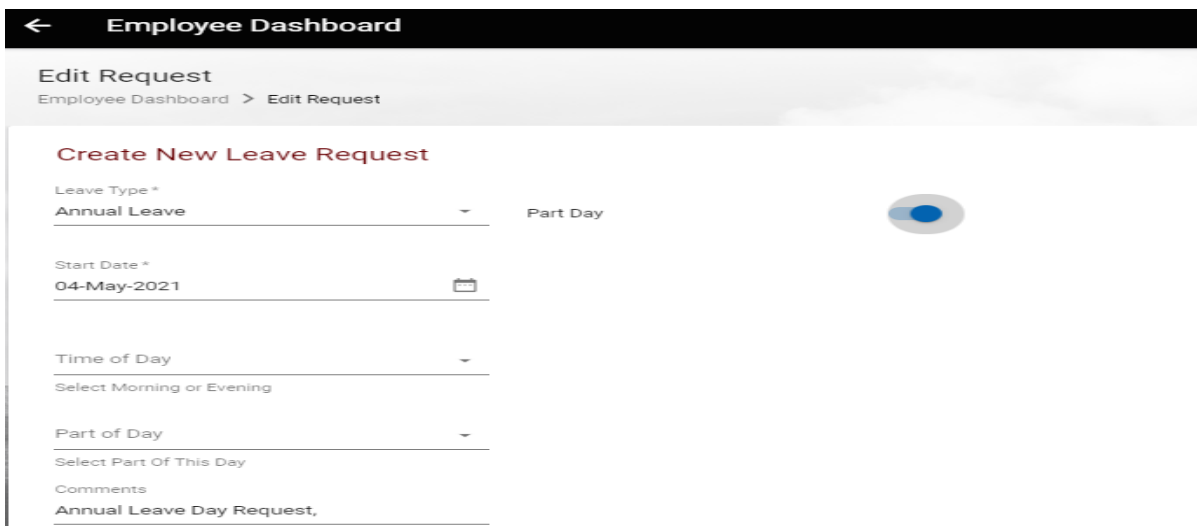 Employee Dashboard
Edit Request
Employee Dashboard > Edit Request
Create New Leave Request
Leave Type *
Annual Leave
Part Day
Start Date *
04-May-2021
Time of Day
Select Morning or Evening
Part of Day
Select Part Of This Day
Comments
Annual Leave Day Request,